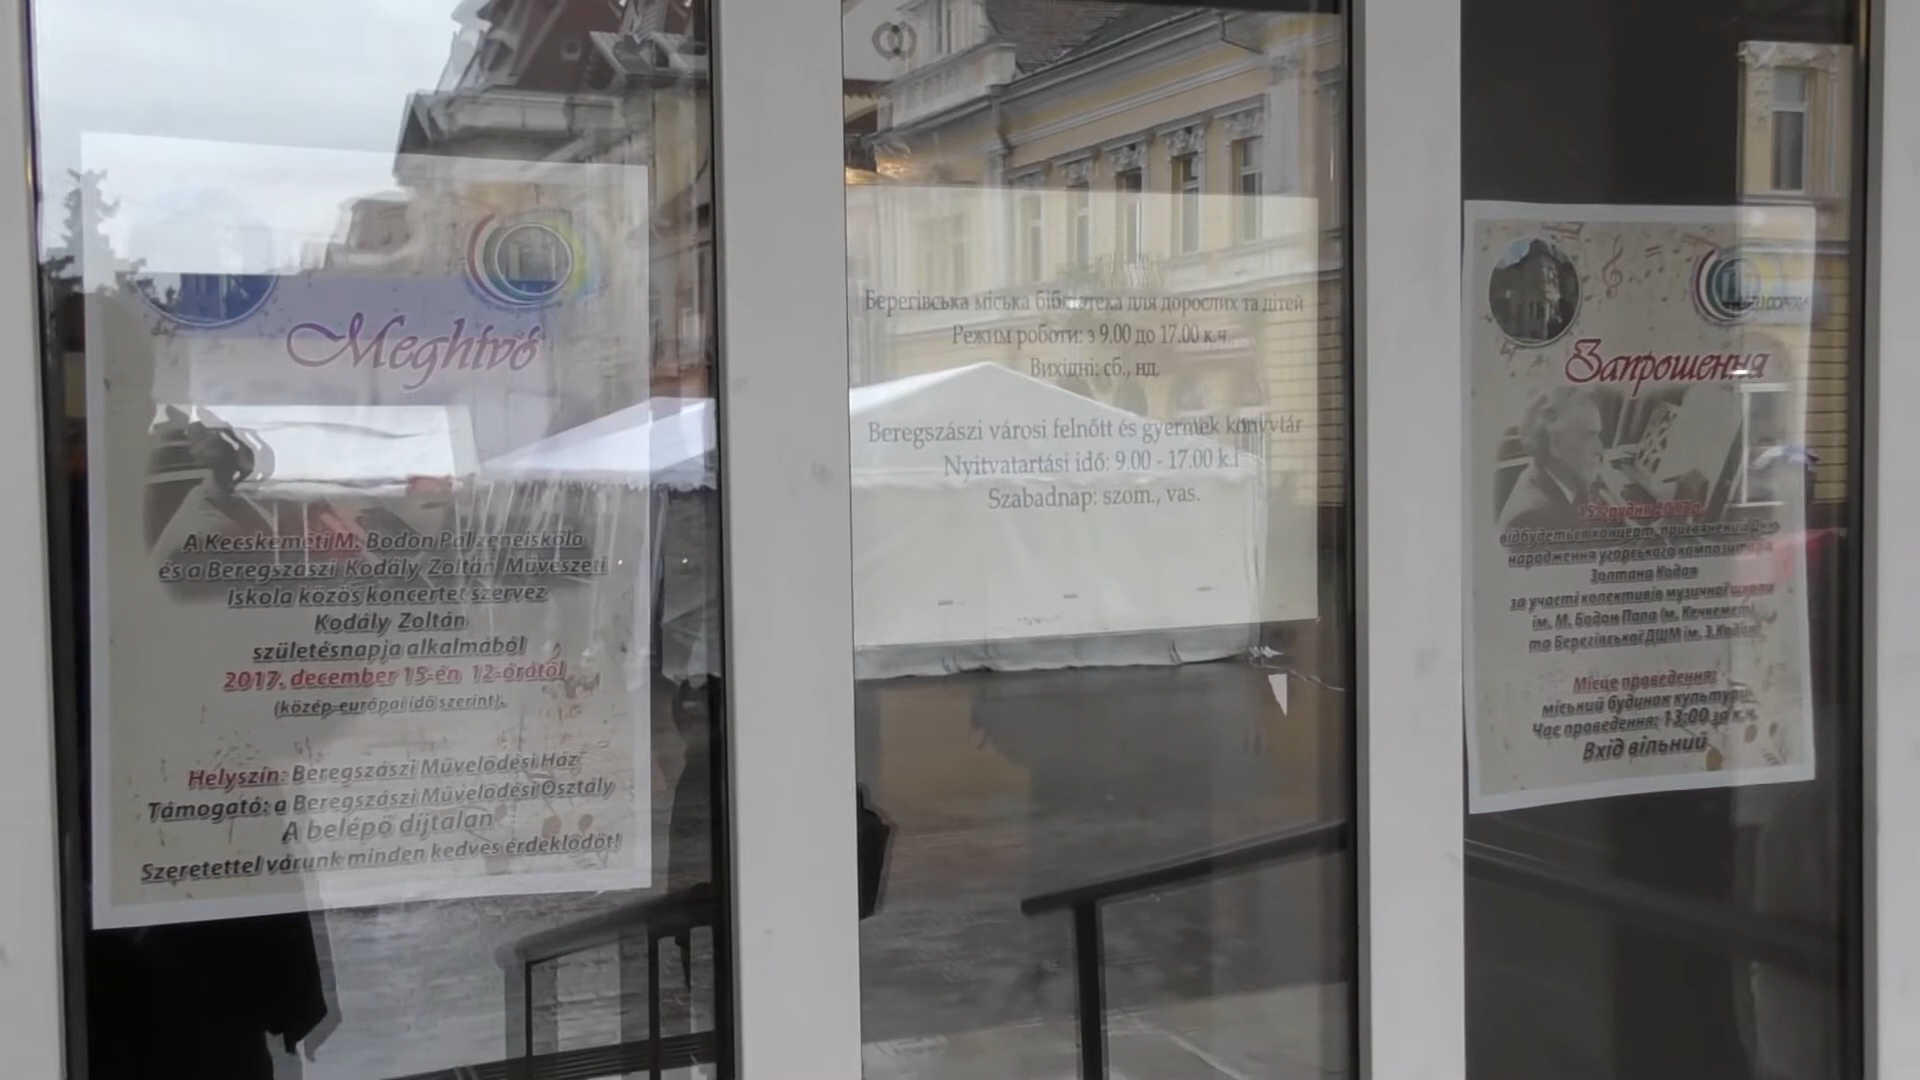 Meghívó
A Kecskeméti M. Bodon Pál zeneiskola
és a Beregszászi Kodály Zoltán Művészeti
Iskola közös koncertet szervez
Kodály Zoltán
születésnapja alkalmából
2017. december 15-én 12-órától
(közép-európai idő szerint).
Helyszín: Beregszászi Művelődési Ház
Támogató: a Beregszászi Művelődési Osztály
A belépő díjtalan
Szeretettel várunk minden kedves érdeklődőt!
Берегівська міська бібліотека для дорослих та дітей
Режим роботи: з 9.00 до 17.00 к.ч.
Вихідні: сб., нд.
Beregszászi városi felnőtt és gyermek könyvtár
Nyitvatartási idő: 9.00 - 17.00 k.i
Szabadnap: szom., vas.
Запрошення
15 грудня 2017 р.
відбудеться концерт, присвячений Дню
народження угорського композитора
Золтана Кодая
за участі колективів музичної школи
ім. М. Бодон Пала (м. Кечкемет)
та Берегівської ДШМ ім. З.Кодая
Місце проведення:
міський будинок культури
Час проведення: 13:00 за к.ч.
Вхід вільний